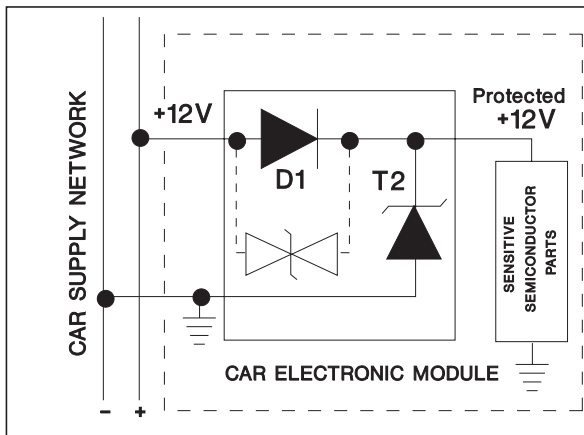 CAR SUPPLY NETWORK
+12V
D1
T2
Protected
+12V
SENSITIVE
SEMICONDUCTOR
PARTS
CAR ELECTRONIC MODULE
- +